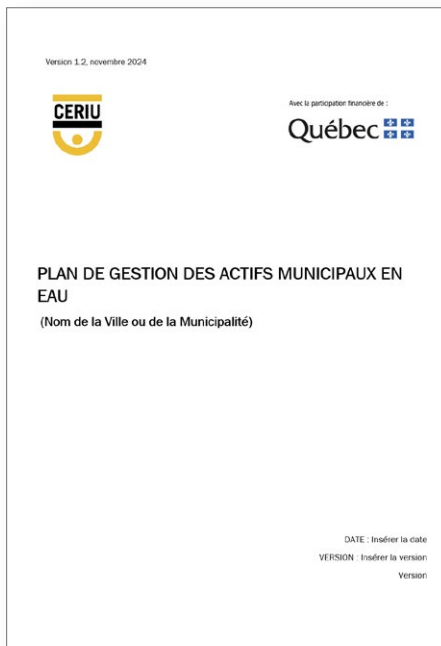 Version 1.2, novembre 2024
CERIU
Avec la participation financière de :
Québec
PLAN DE GESTION DES ACTIFS MUNICIPAUX EN
EAU
(Nom de la Ville ou de la Municipalité)
DATE : Insérer la date
VERSION : Insérer la version
Version